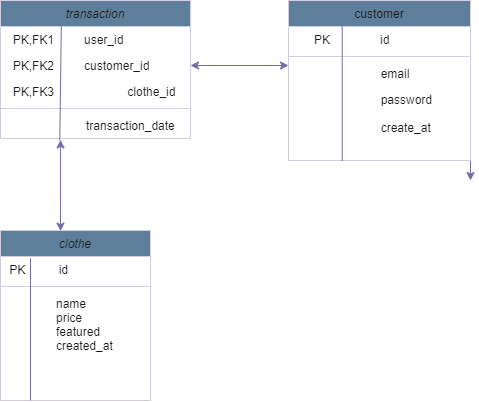 transaction
PK,FK1 user_id
PK,FK2 customer_id
PK,FK3 clothe_id
transaction_date
customer
PK id
email
password
create_at
clothe
PK id
name
price
featured
created_at